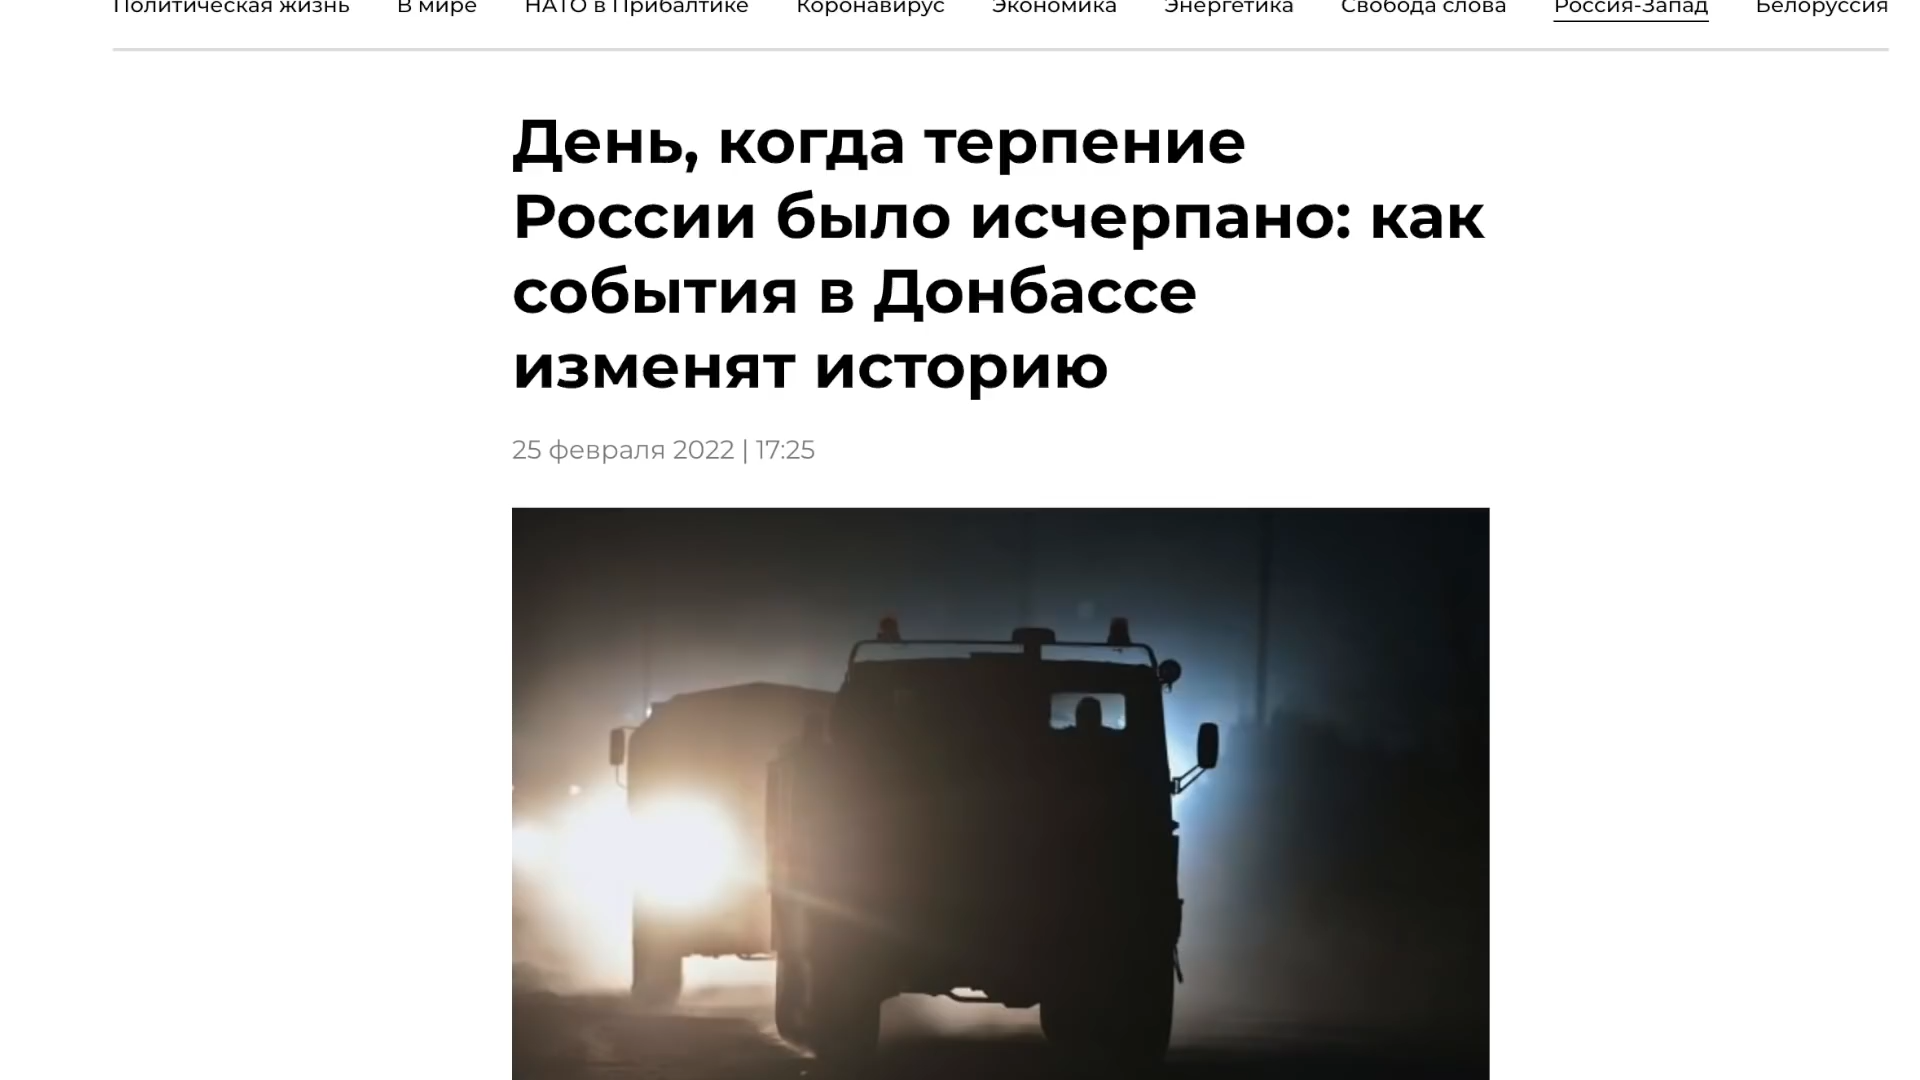 Политическая жизнь В мире НАТО в Прибалтике Коронавирус Экономика Энергетика Свобода слова Россия-Запад Белоруссия
День, когда терпение
России было исчерпано: как
события в Донбассе
изменят историю
25 февраля 2022 | 17:25